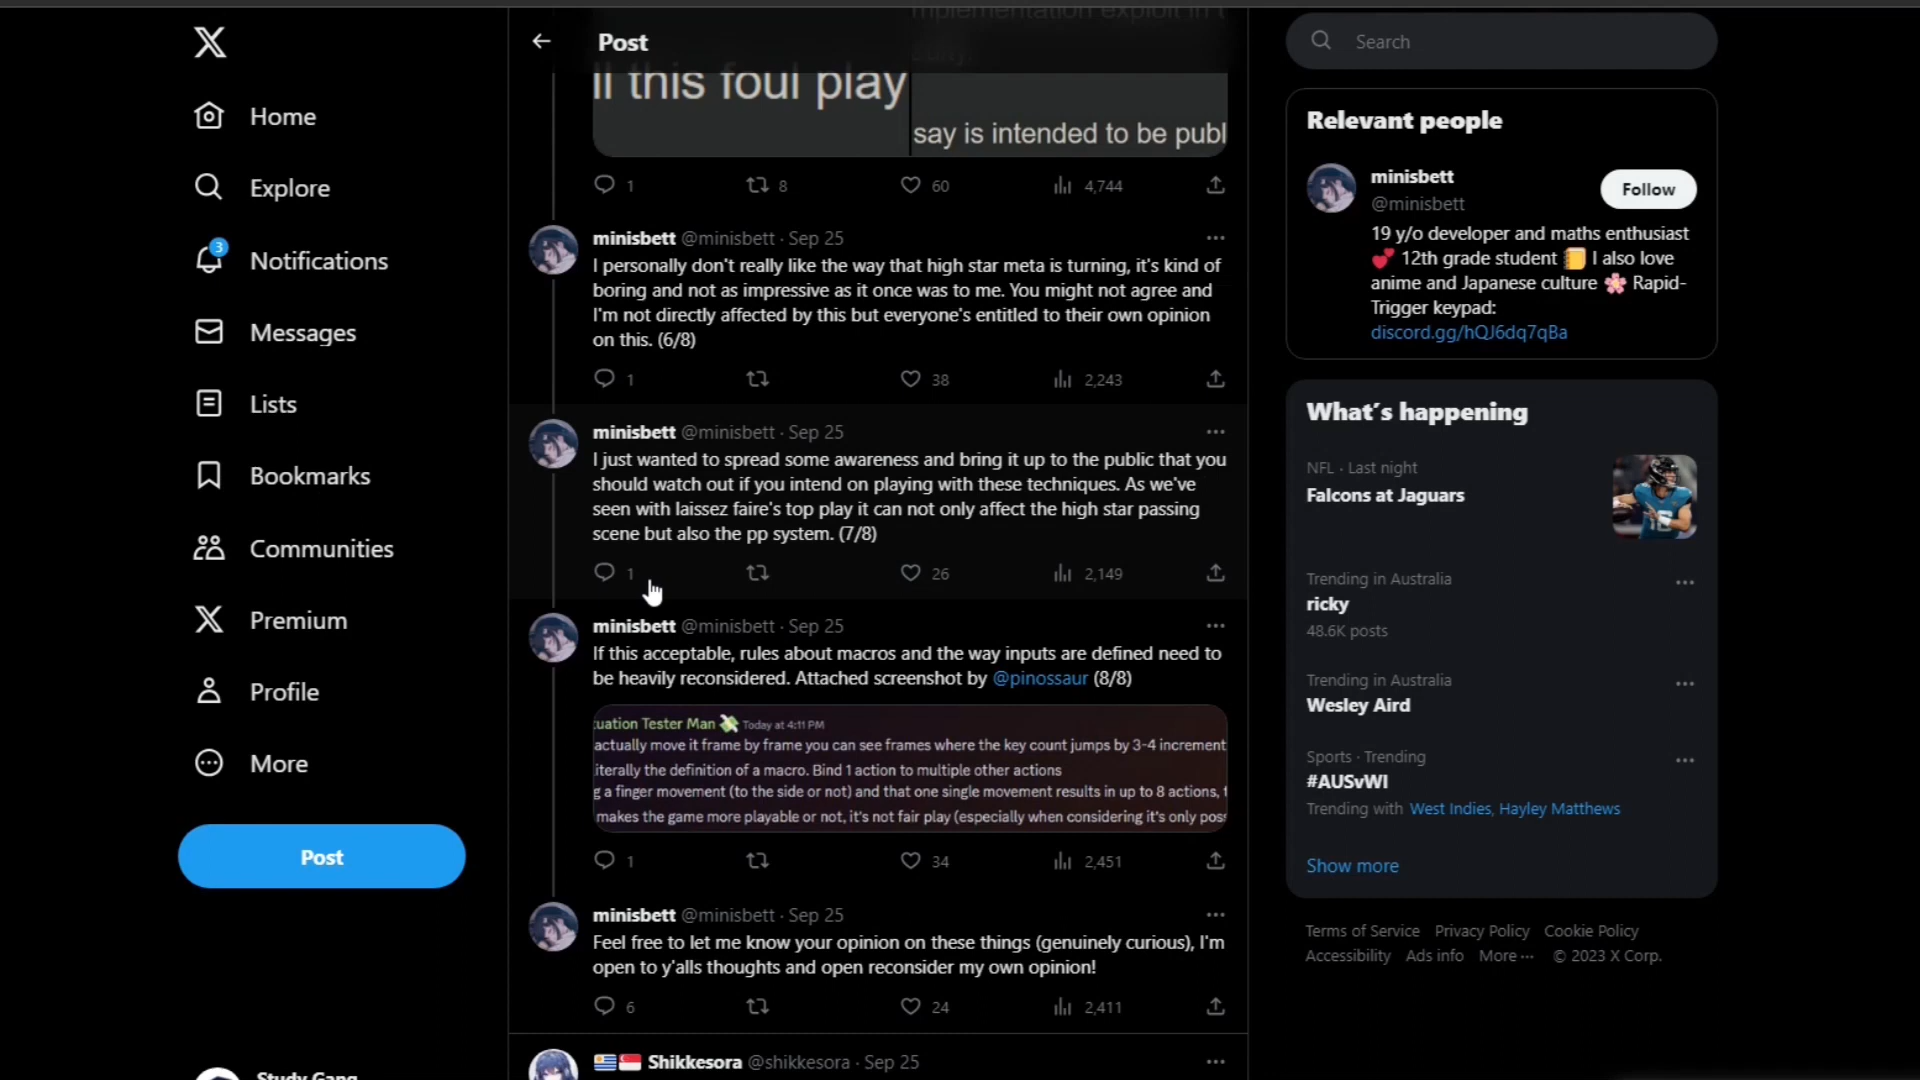 Post
ll this foul play
say is intended to be publ
1
8
60
4,744
minisbett @minisbett · Sep 25
I personally don't really like the way that high star meta is turning, it's kind of
boring and not as impressive as it once was to me. You might not agree and
I'm not directly affected by this but everyone's entitled to their own opinion
on this. (6/8)
1
38
2,243
minisbett @minisbett · Sep 25
I just wanted to spread some awareness and bring it up to the public that you
should watch out if you intend on playing with these techniques. As we've
seen with laissez faire's top play it can not only affect the high star passing
scene but also the pp system. (7/8)
1
26
2,149
minisbett @minisbett · Sep 25
If this acceptable, rules about macros and the way inputs are defined need to
be heavily reconsidered. Attached screenshot by @pinossaur (8/8)
uation Tester Man Today at 4:11 PM
actually move it frame by frame you can see frames where the key count jumps by 3-4 increment
iterally the definition of a macro. Bind 1 action to multiple other actions
g a finger movement (to the side or not) and that one single movement results in up to 8 actions, t
makes the game more playable or not, it's not fair play (especially when considering it's only poss
1
34
2,451
minisbett @minisbett · Sep 25
Feel free to let me know your opinion on these things (genuinely curious), I'm
open to y'alls thoughts and open reconsider my own opinion!
6
24
2,411
Shikkesora @shikkesora · Sep 25
Home
Explore
3
Notifications
Messages
Lists
Bookmarks
Communities
Premium
Profile
More
Post
Study Gang
Search
Relevant people
minisbett
@minisbett
Follow
19 y/o developer and maths enthusiast
💕 12th grade student 📒 I also love
anime and Japanese culture 🌸 Rapid-
Trigger keypad:
discord.gg/hQJ6dq7qBa
What's happening
NFL · Last night
Falcons at Jaguars
Trending in Australia
ricky
48.6K posts
Trending in Australia
Wesley Aird
Sports · Trending
#AUSvWI
Trending with West Indies, Hayley Matthews
Show more
Terms of Service Privacy Policy Cookie Policy
Accessibility Ads info More ··· © 2023 X Corp.